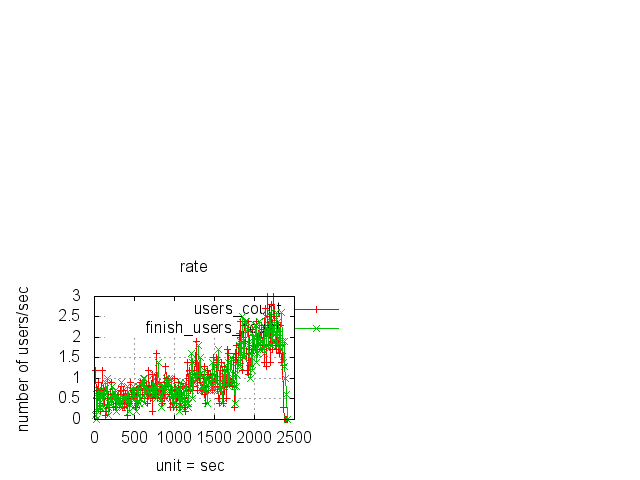 rate
number of users/sec
3
users_cou
2.5
finish_users_
2
1.5
1
0.5
0
0 500 1000 1500 2000 2500
unit = sec